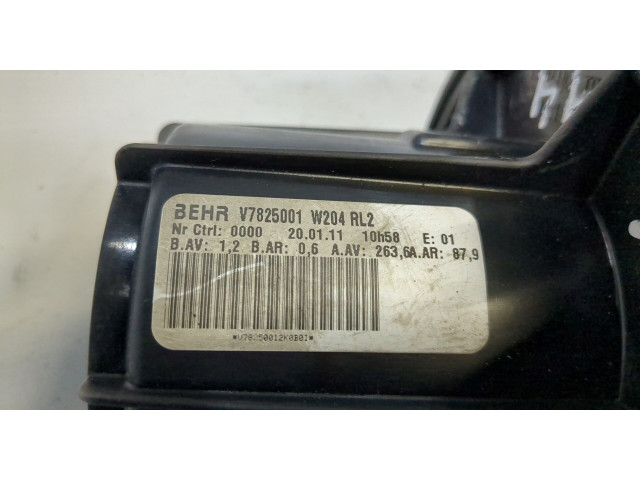 BEHR V7825001 W204 RL2
Nr Ctrl: 0000 20.01.11 10h58 E: 01
B.AV: 1,2 B.AR: 0,6 A.AV: 263,6A.AR: 87,9
*V78250012K0B0I*